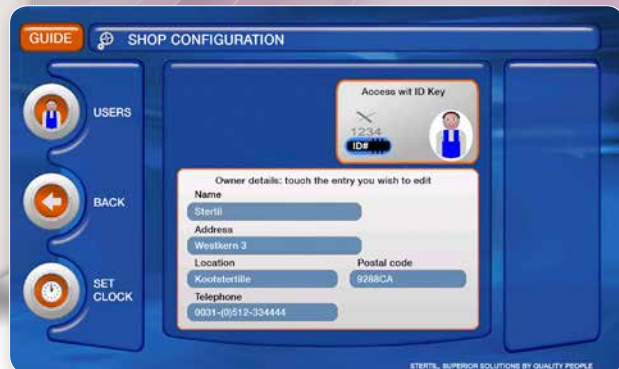 GUIDE
SHOP CONFIGURATION
USERS
BACK
SET
CLOCK
Access wit ID Key
1234
ID#
Owner details: touch the entry you wish to edit
Name
Stertil
Address
Westkern 3
Location
Postal code
Kootstertille
9288CA
Telephone
0031-(0)512-334444
STERTIL, SUPERIOR SOLUTIONS BY QUALITY PEOPLE